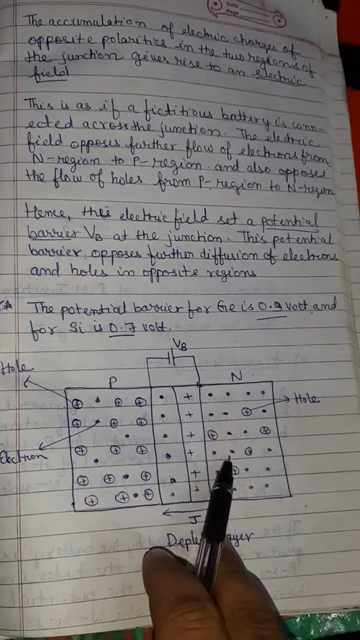 Date
Page
The accumulation of electric charges of
opposite polarities in the two regions of
the junction gives rise to an electric
field
This is as if a fictitious battery is conn-
ected across the junction. The electric
field opposes further flow of electrons from
N-region to P-region and also opposes
the flow of holes from P-region to N-region
Hence, this electric field set a potential
barrier VB at the junction. This potential
barrier opposes further diffusion of electrons
and holes in opposite regions
The potential barrier for Ge is 0.3 Volt and
for Si is 0.7 volt.
VB
Hole
P
N
Hole
Electron
J